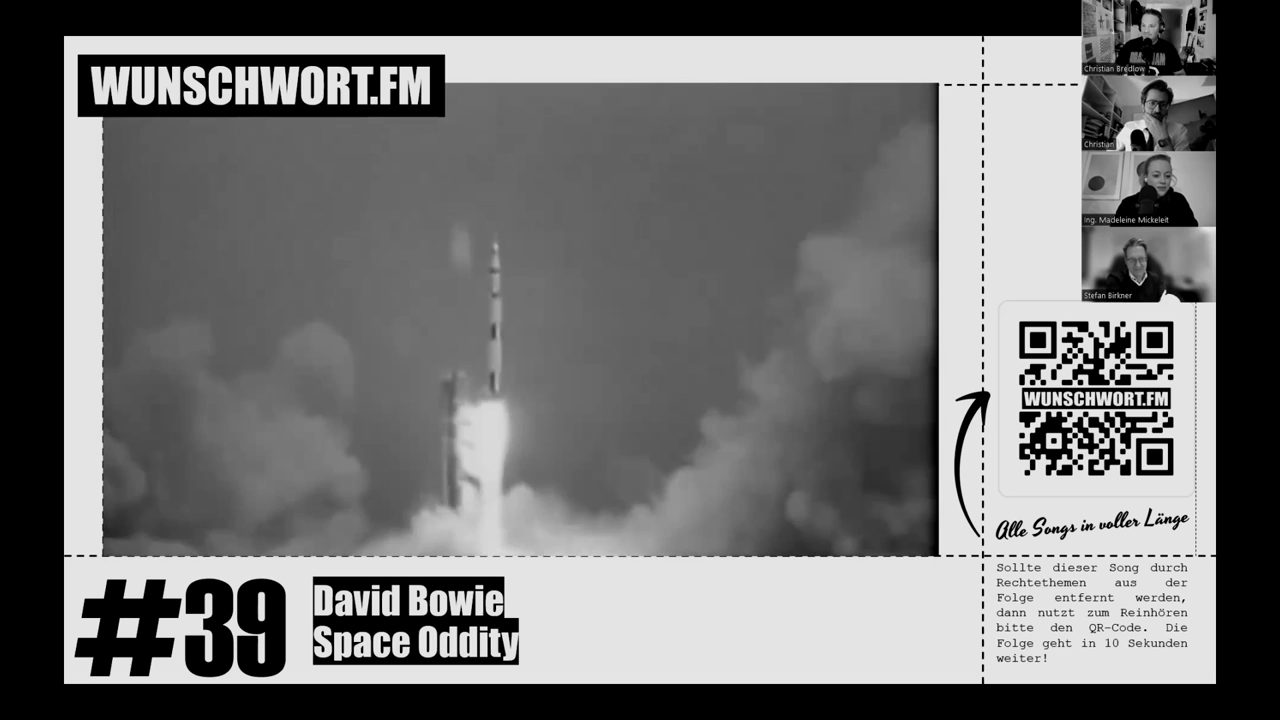 WUNSCHWORT.FM
Christian Bredlow
Christian
Ing. Madeleine Mickeleit
Stefan Birkner
WUNSCHWORT.FM
Alle Songs in voller Länge
#39
David Bowie
Space Oddity
Sollte dieser Song durch
Rechtethemen aus der
Folge entfernt werden,
dann nutzt zum Reinhören
bitte den QR-Code. Die
Folge geht in 10 Sekunden
weiter!